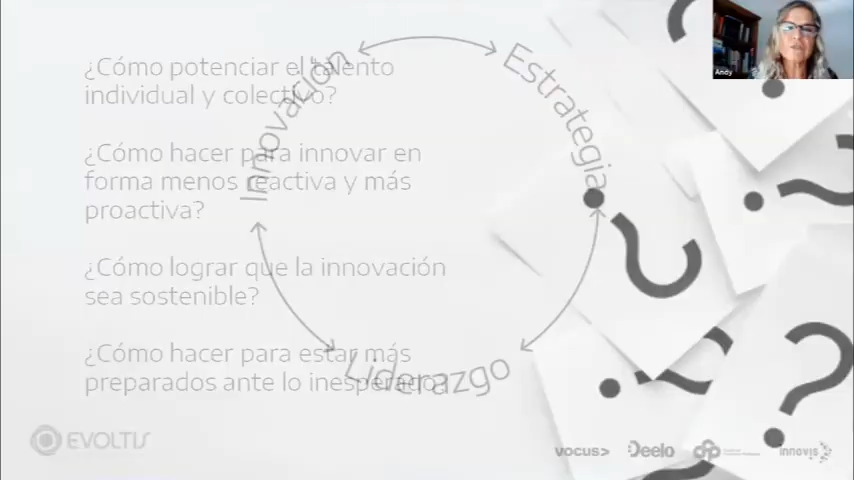 ¿Cómo potenciar el talento
individual y colectivo?
¿Cómo hacer para innovar en
forma menos reactiva y más
proactiva?
¿Cómo lograr que la innovación
sea sostenible?
¿Cómo hacer para estar más
preparados ante lo inesperado?
Innovación
Estrategia
Liderazgo
Andy
EVOLTIS
vocus>
Deelo
innovis